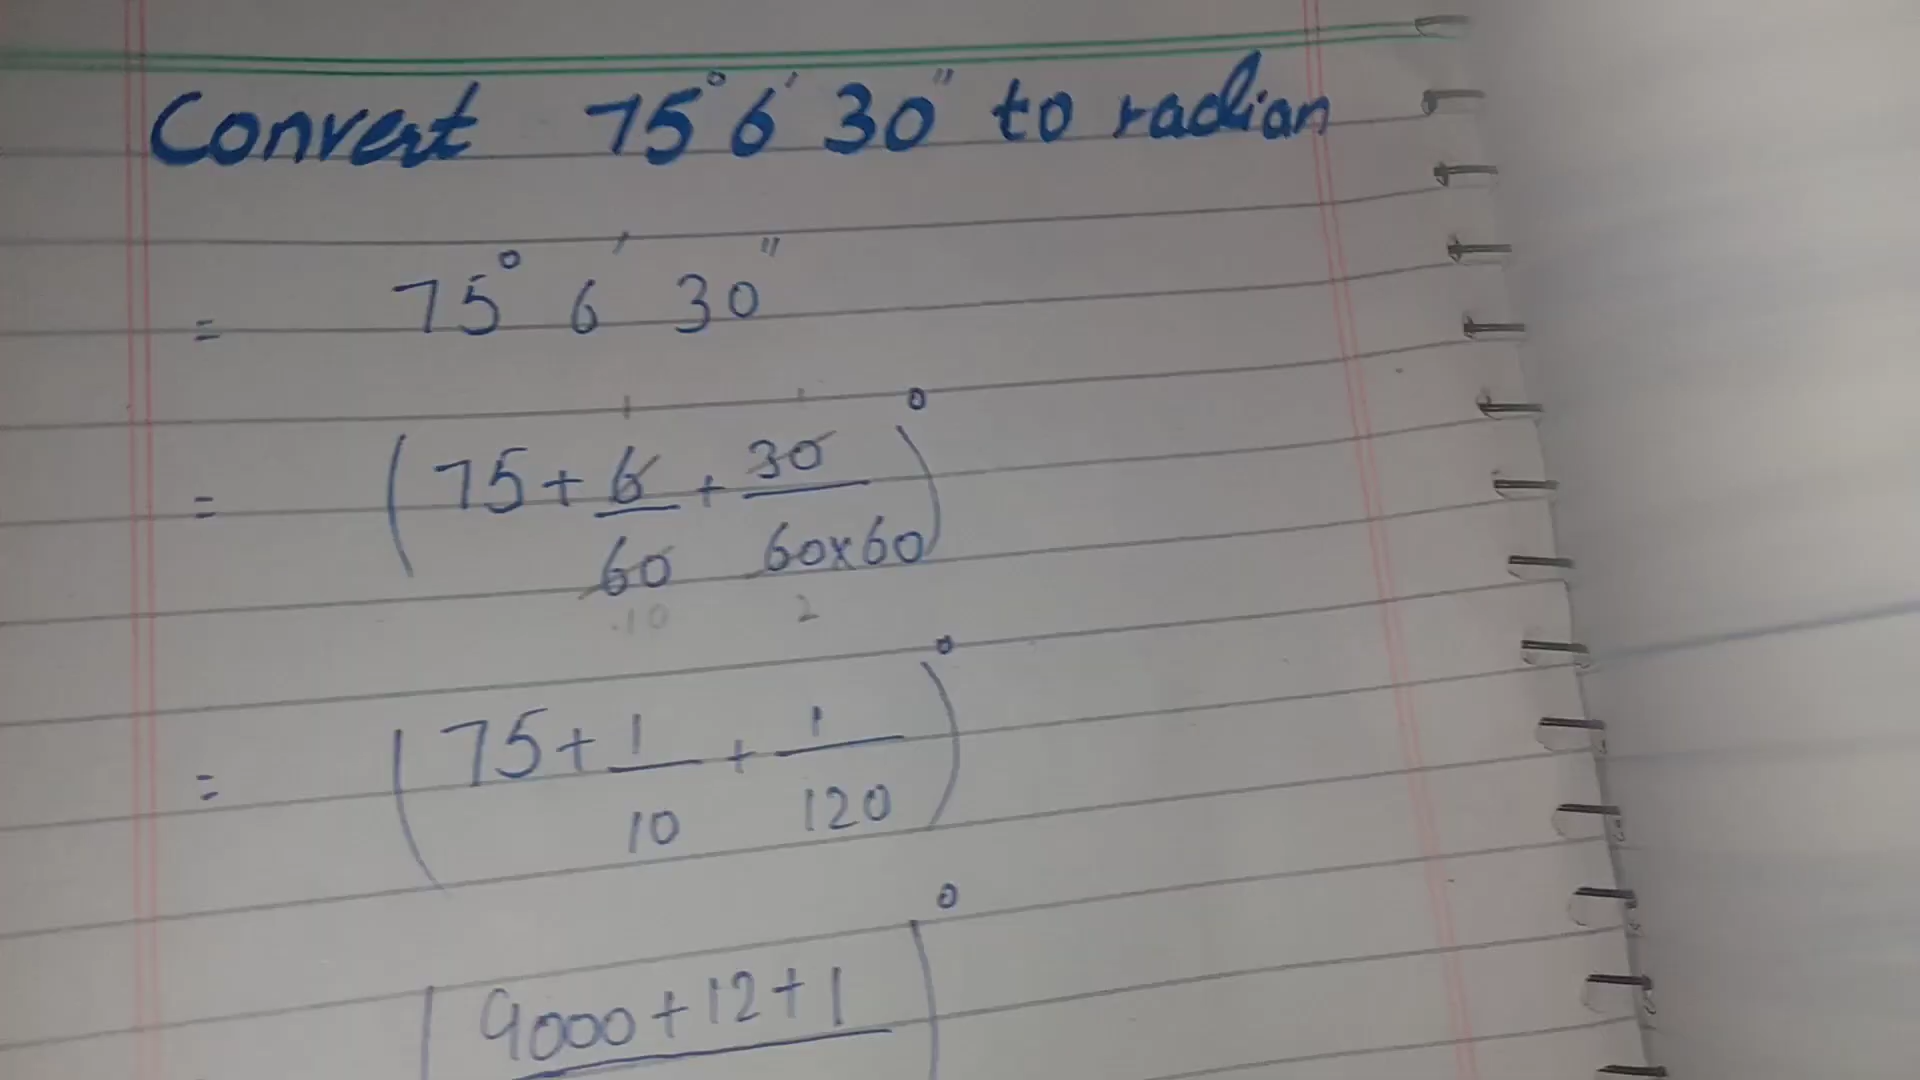 Convert 75° 6' 30" to radian
= 75° 6' 30"
= (75 + 6/60 + 30/60x60)°
10 2
= (75 + 1/10 + 1/120)°
9000 + 12 + 1